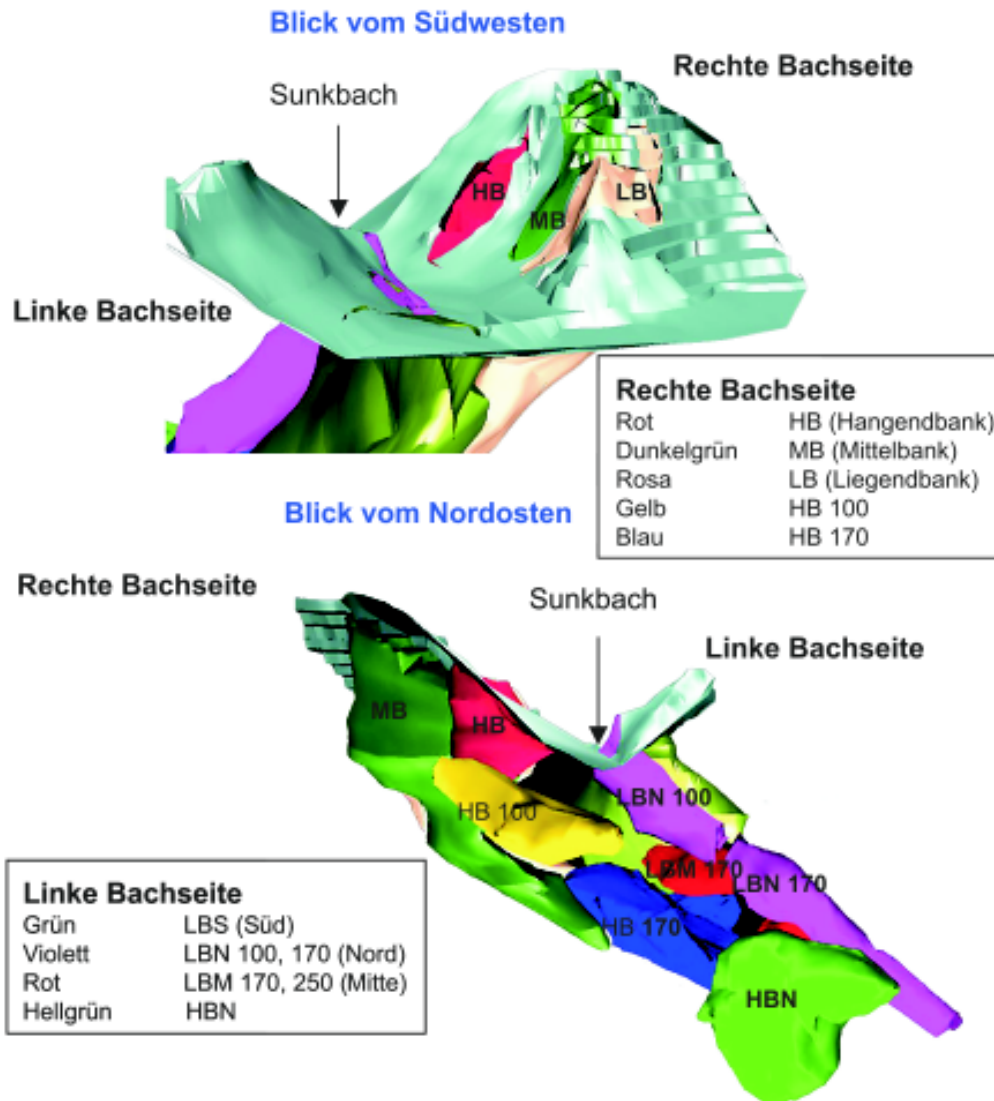 Blick vom Südwesten
Rechte Bachseite
Sunkbach
HB
MB
LB
Linke Bachseite
Rechte Bachseite
Rot HB (Hangendbank)
Dunkelgrün MB (Mittelbank)
Rosa LB (Liegendbank)
Gelb HB 100
Blau HB 170
Blick vom Nordosten
Rechte Bachseite
Sunkbach
Linke Bachseite
MB
HB
LBN 100
HB 100
LBM 170
LBN 170
HB 170
HBN
Linke Bachseite
Grün LBS (Süd)
Violett LBN 100, 170 (Nord)
Rot LBM 170, 250 (Mitte)
Hellgrün HBN